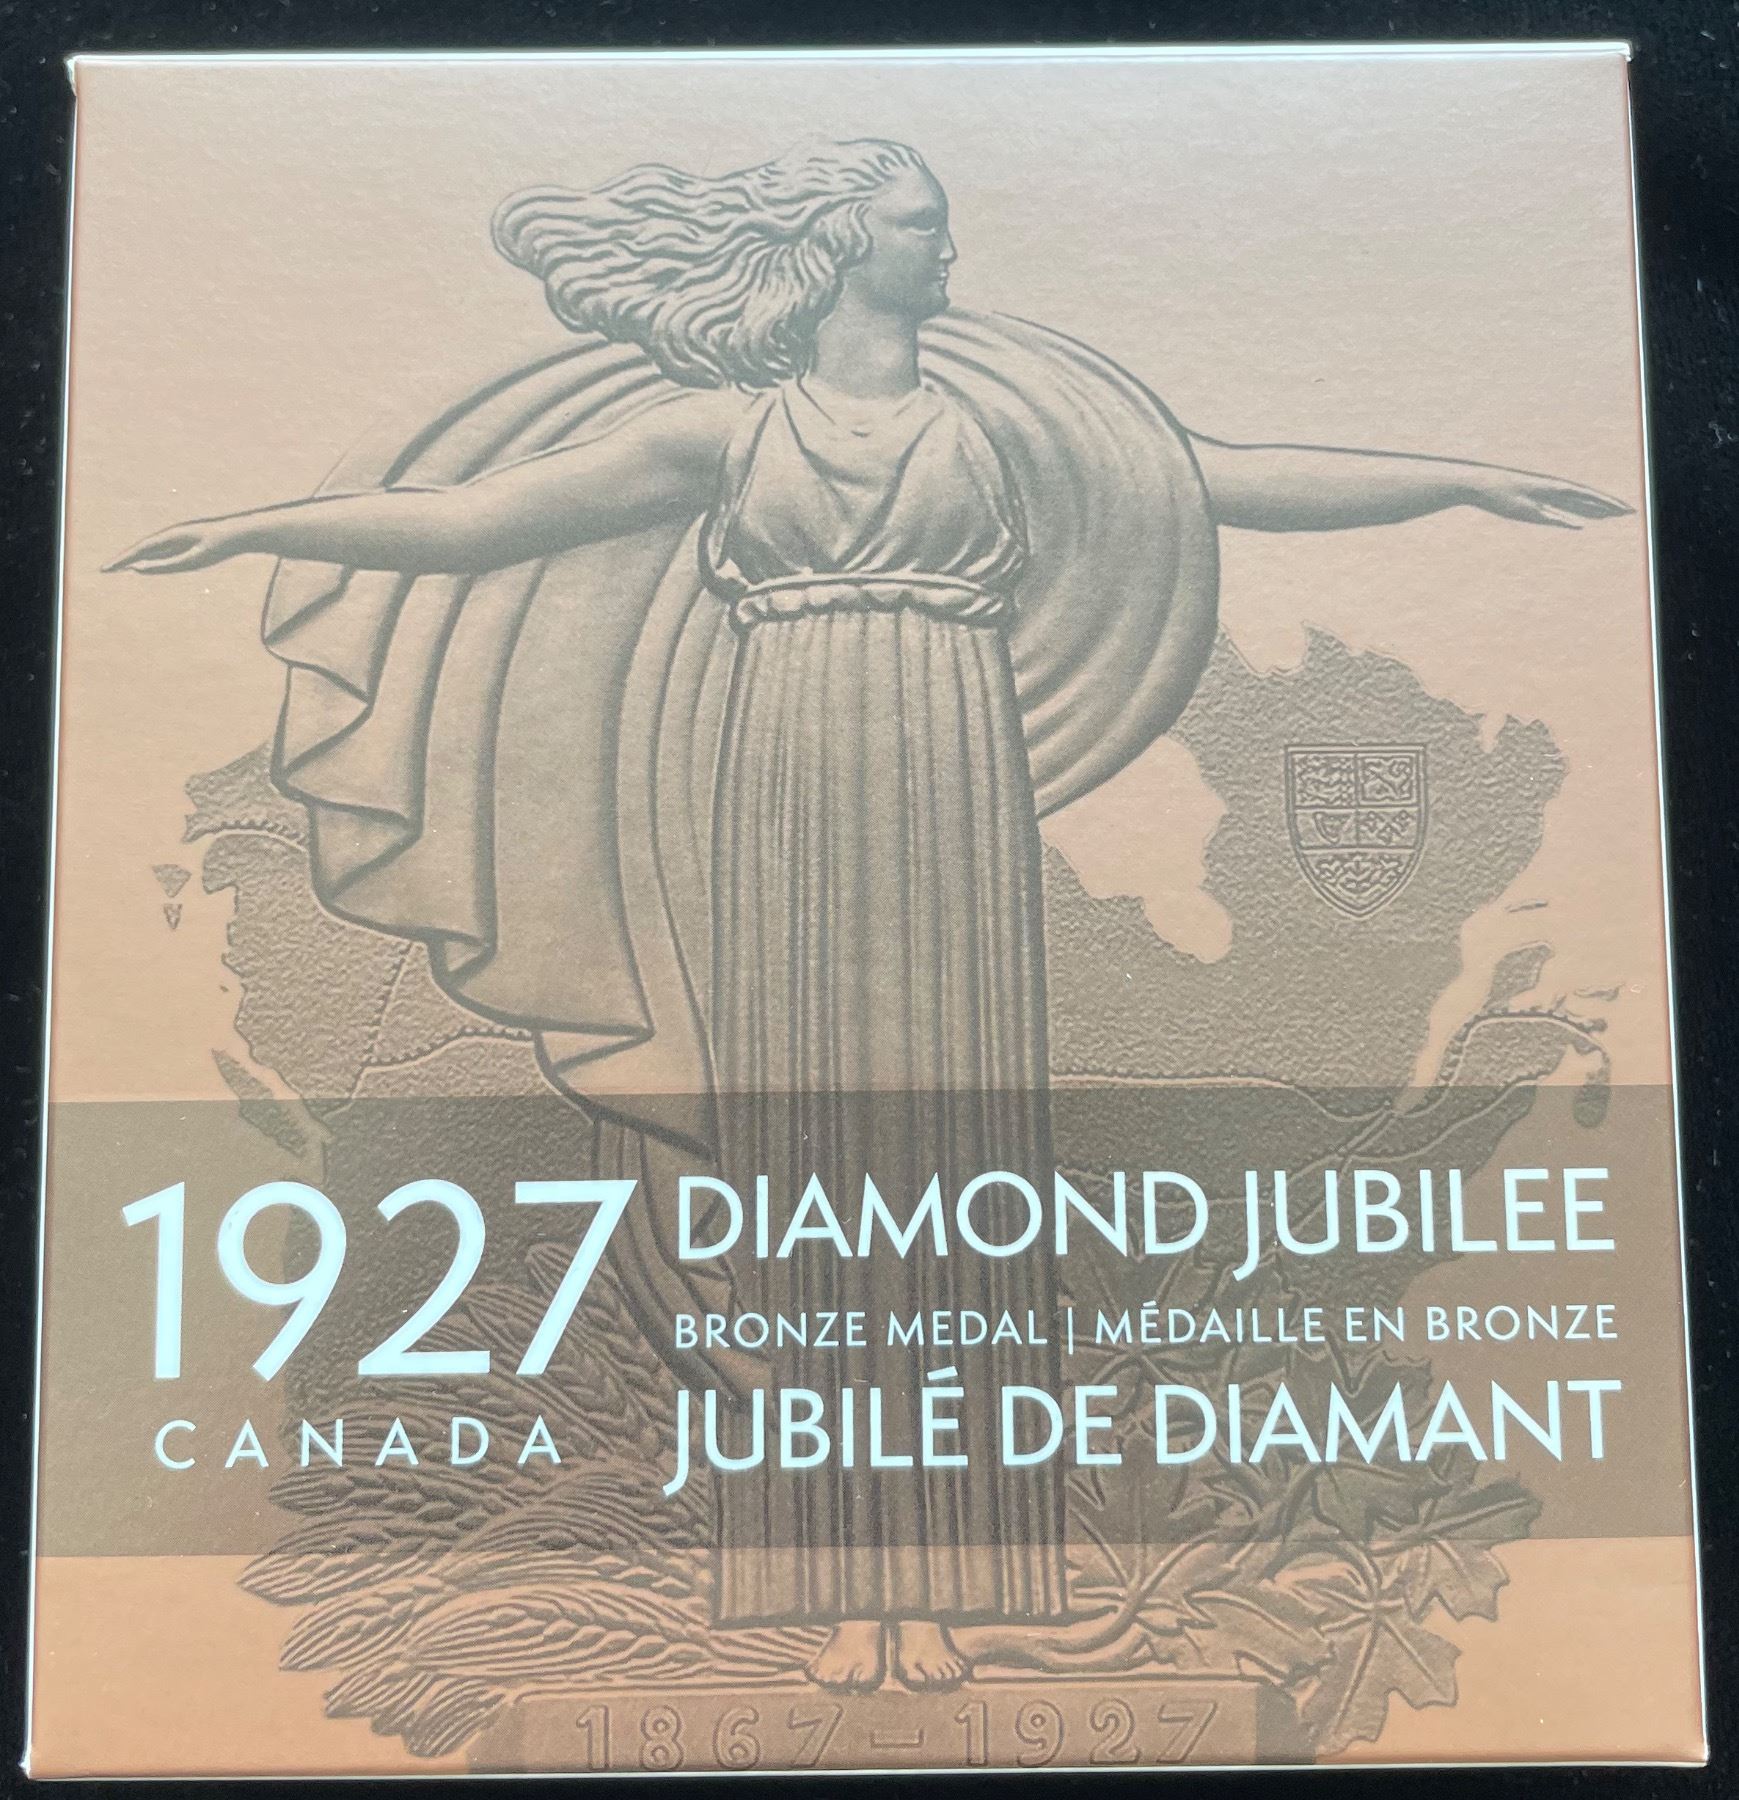 1927
CANADA
DIAMOND JUBILEE
BRONZE MEDAL | MÉDAILLE EN BRONZE
JUBILÉ DE DIAMANT
1867-1927